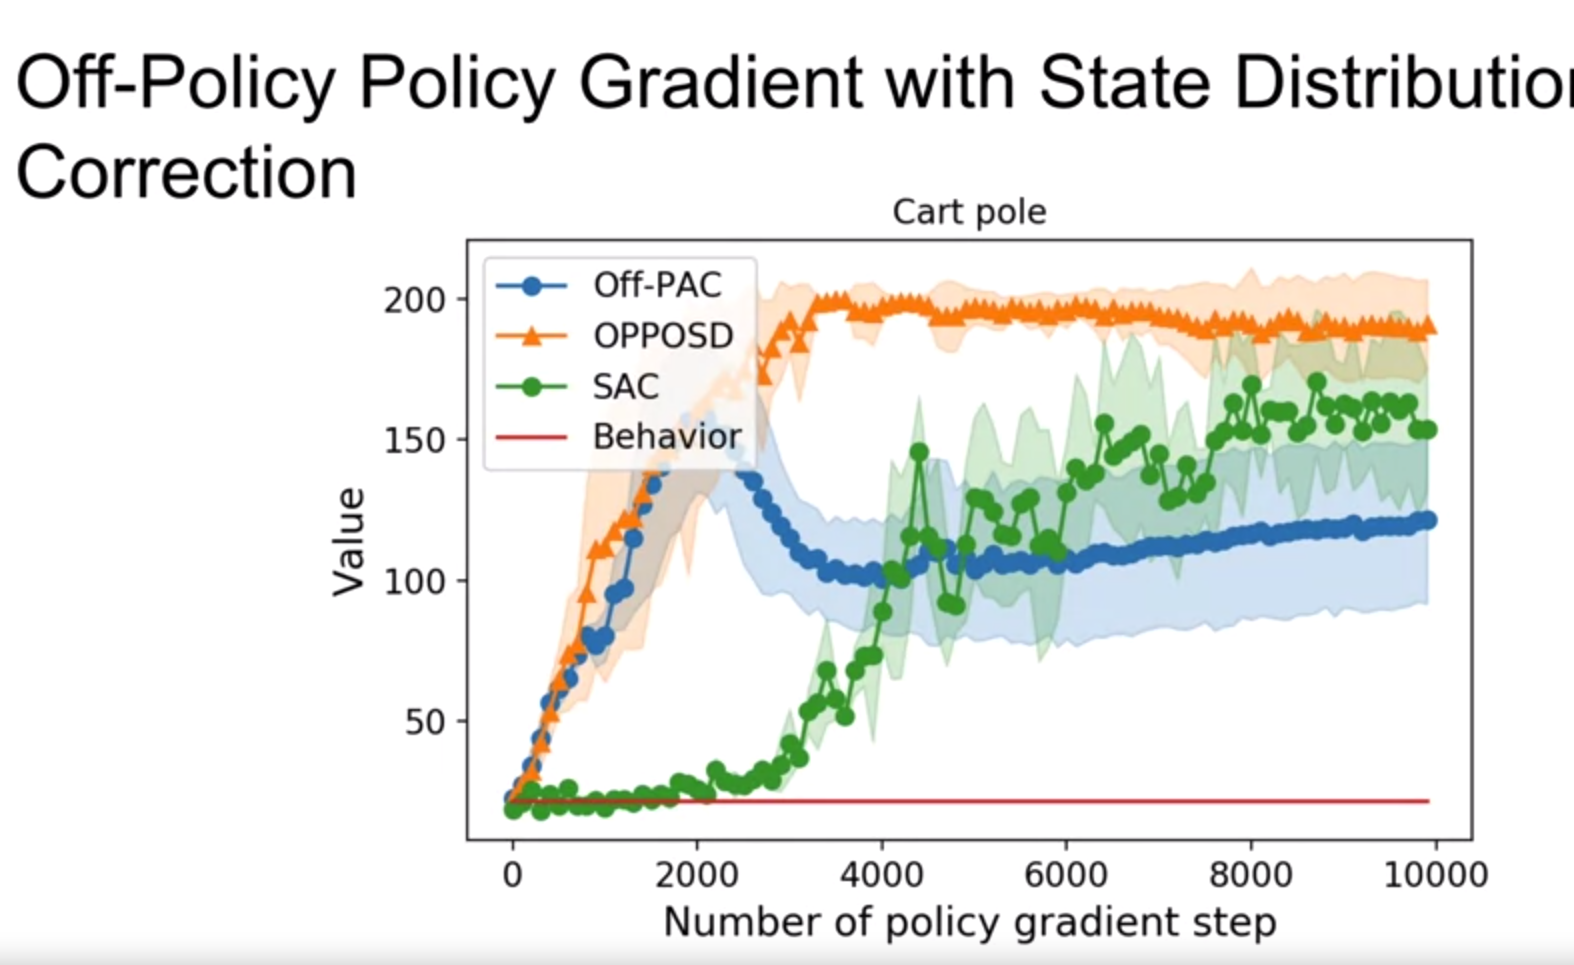 Off-Policy Policy Gradient with State Distribution
Correction
Cart pole
Off-PAC
OPPOSD
SAC
Behavior
200
150
100
50
Value
0 2000 4000 6000 8000 10000
Number of policy gradient step